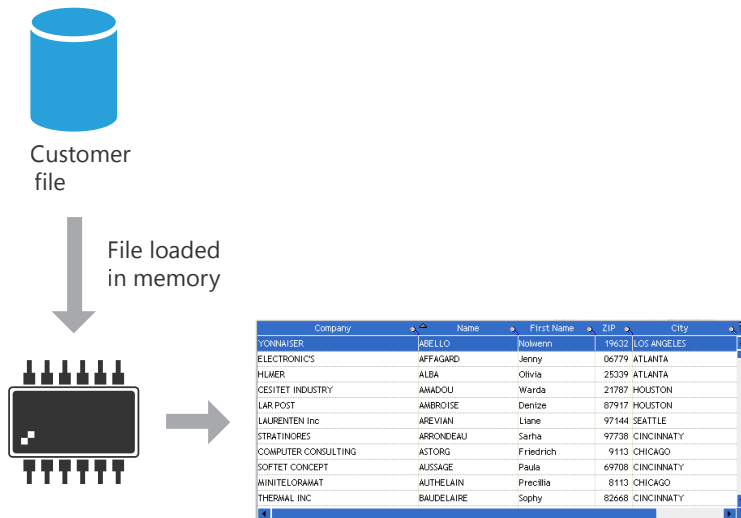 Customer
file
File loaded
in memory
Company Name First Name ZIP City
YONNAISER ABELLO Nolwenn 19632 LOS ANGELES
ELECTRONIC'S AFFAGARD Jenny 06779 ATLANTA
HLMER ALBA Olivia 25339 ATLANTA
CESITET INDUSTRY AMADOU Warda 21787 HOUSTON
LAR POST AMBROISE Denize 87917 HOUSTON
LAURENTEN Inc AREVIAN Liane 97144 SEATTLE
STRATINORES ARRONDEAU Sarha 97738 CINCINNATY
COMPUTER CONSULTING ASTORG Friedrich 9113 CHICAGO
SOFTET CONCEPT AUSSAGE Paula 69708 CINCINNATY
MINITELORAMAT AUTHELAIN Precillia 8113 CHICAGO
THERMAL INC BAUDELAIRE Sophy 82668 CINCINNATY